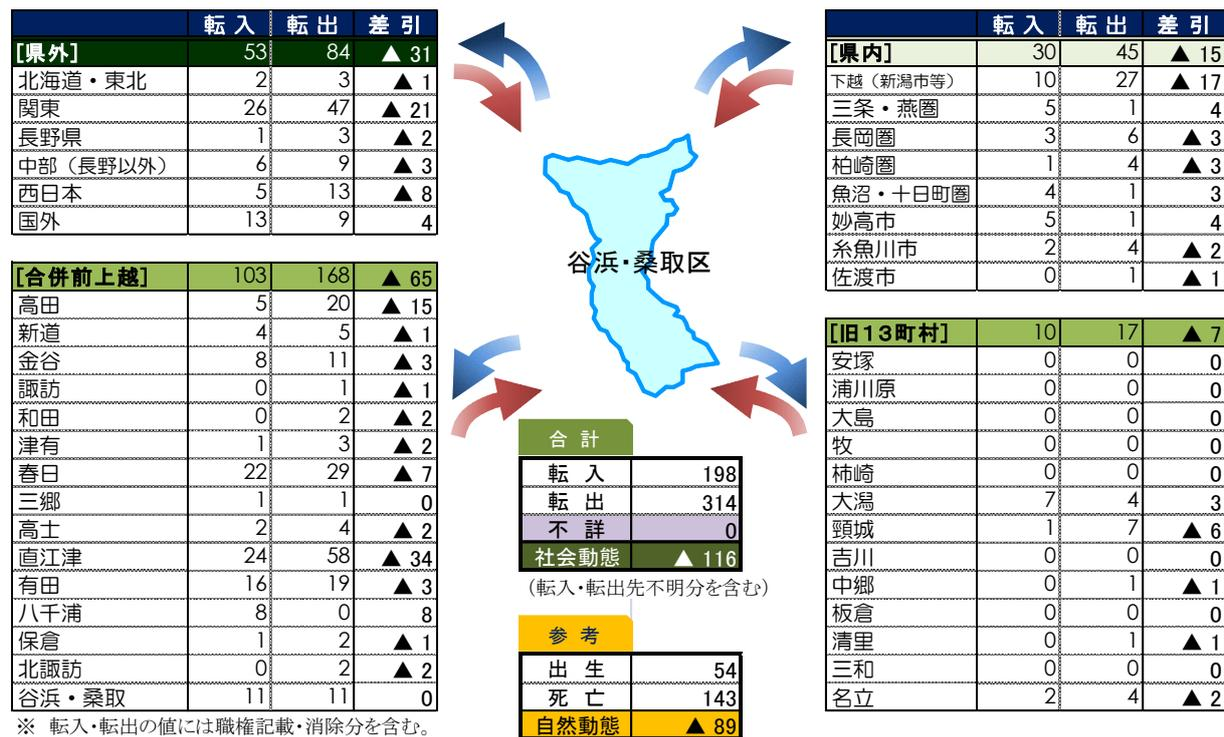 転入 転出 差引
[県外] 53 84 ▲ 31
北海道・東北 2 3 ▲ 1
関東 26 47 ▲ 21
長野県 1 3 ▲ 2
中部（長野以外） 6 9 ▲ 3
西日本 5 13 ▲ 8
国外 13 9 4
[合併前上越] 103 168 ▲ 65
高田 5 20 ▲ 15
新道 4 5 ▲ 1
金谷 8 11 ▲ 3
諏訪 0 1 ▲ 1
和田 0 2 ▲ 2
津有 1 3 ▲ 2
春日 22 29 ▲ 7
三郷 1 1 0
高士 2 4 ▲ 2
直江津 24 58 ▲ 34
有田 16 19 ▲ 3
八千浦 8 0 8
保倉 1 2 ▲ 1
北諏訪 0 2 ▲ 2
谷浜・桑取 11 11 0
※ 転入・転出の値には職権記載・消除分を含む。
谷浜・桑取区
合計
転入 198
転出 314
不詳 0
社会動態 ▲ 116
（転入・転出先不明分を含む）
参考
出生 54
死亡 143
自然動態 ▲ 89
転入 転出 差引
[県内] 30 45 ▲ 15
下越（新潟市等） 10 27 ▲ 17
三条・燕圏 5 1 4
長岡圏 3 6 ▲ 3
柏崎圏 1 4 ▲ 3
魚沼・十日町圏 4 1 3
妙高市 5 1 4
糸魚川市 2 4 ▲ 2
佐渡市 0 1 ▲ 1
[旧１３町村] 10 17 ▲ 7
安塚 0 0 0
浦川原 0 0 0
大島 0 0 0
牧 0 0 0
柿崎 0 0 0
大潟 7 4 3
頸城 1 7 ▲ 6
吉川 0 0 0
中郷 0 1 ▲ 1
板倉 0 0 0
清里 0 1 ▲ 1
三和 0 0 0
名立 2 4 ▲ 2